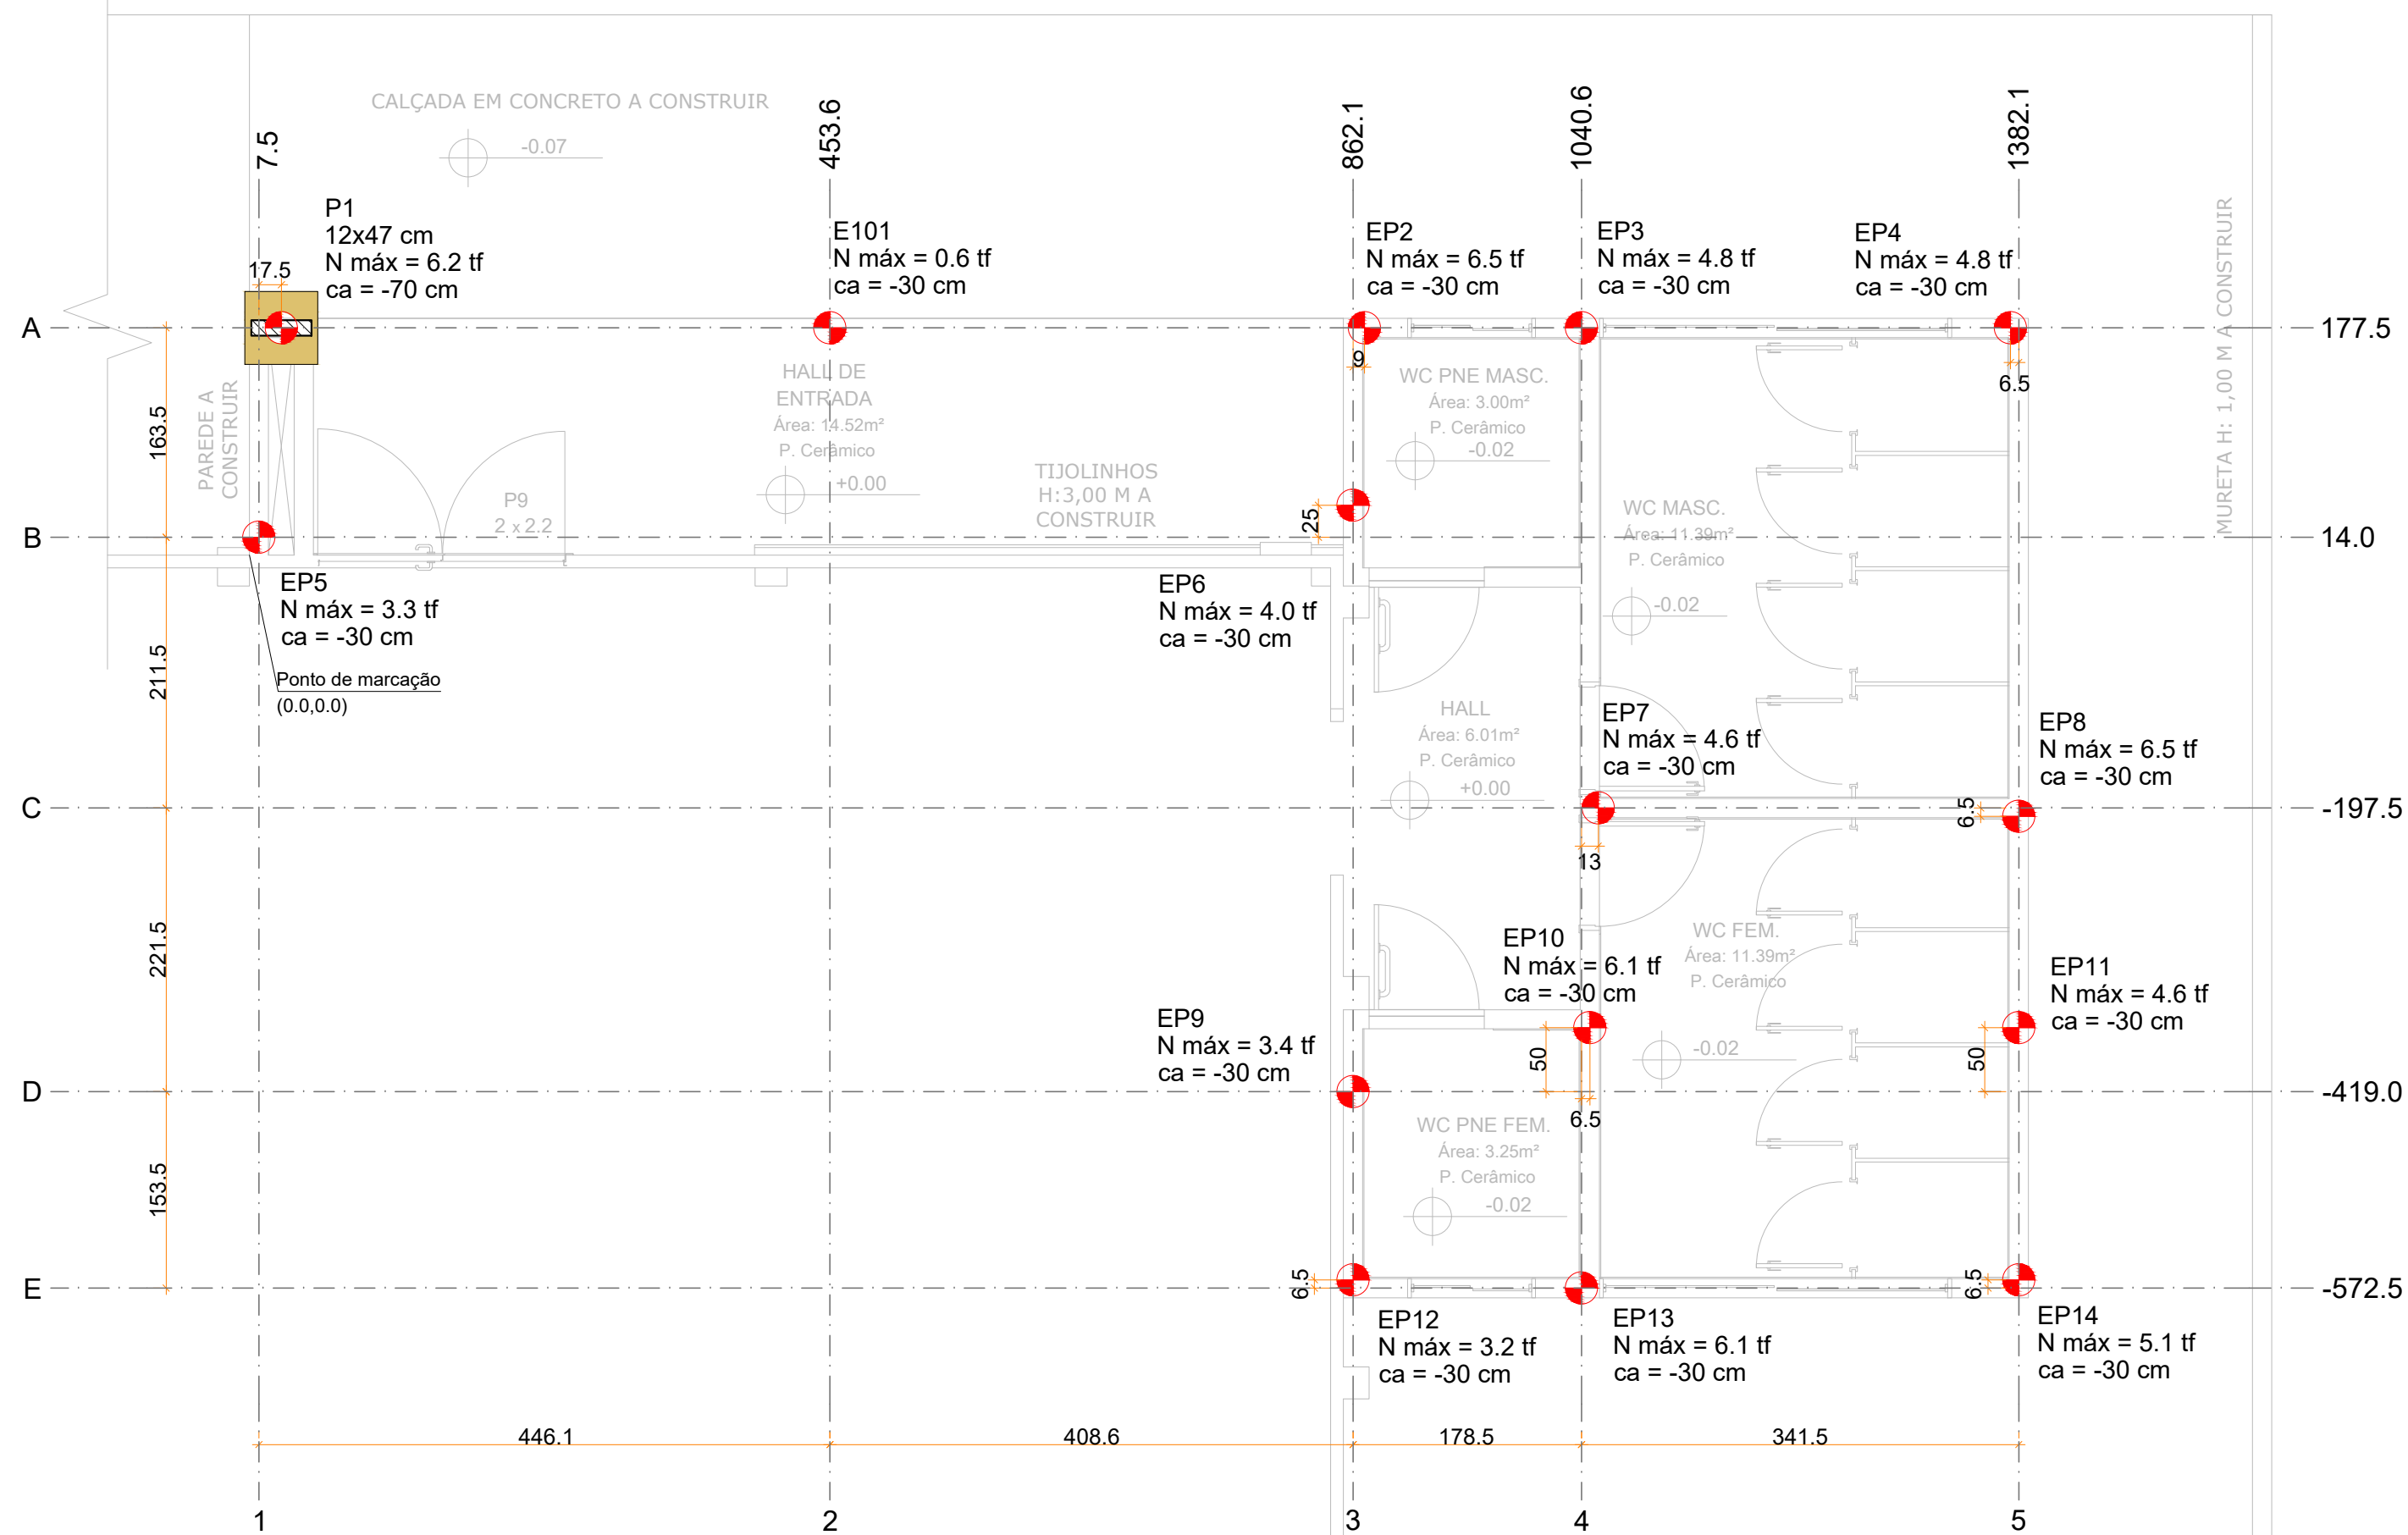 CALÇADA EM CONCRETO A CONSTRUIR
-0.07
7.5
453.6
862.1
1040.6
1382.1
P1
12x47 cm
N máx = 6.2 tf
ca = -70 cm
17.5
E101
N máx = 0.6 tf
ca = -30 cm
EP2
N máx = 6.5 tf
ca = -30 cm
9
EP3
N máx = 4.8 tf
ca = -30 cm
EP4
N máx = 4.8 tf
ca = -30 cm
6.5
MURETA H: 1,00 M A CONSTRUIR
A
177.5
163.5
PAREDE A
CONSTRUIR
HALL DE
ENTRADA
Área: 14.52m²
P. Cerâmico
+0.00
P9
2 x 2.2
TIJOLINHOS
H:3,00 M A
CONSTRUIR
25
WC PNE MASC.
Área: 3.00m²
P. Cerâmico
-0.02
WC MASC.
Área: 11.39m²
P. Cerâmico
-0.02
B
14.0
EP5
N máx = 3.3 tf
ca = -30 cm
Ponto de marcação
(0.0,0.0)
EP6
N máx = 4.0 tf
ca = -30 cm
211.5
HALL
Área: 6.01m²
P. Cerâmico
+0.00
EP7
N máx = 4.6 tf
ca = -30 cm
13
EP8
N máx = 6.5 tf
ca = -30 cm
6.5
C
-197.5
221.5
EP10
N máx = 6.1 tf
ca = -30 cm
50
6.5
WC FEM.
Área: 11.39m²
P. Cerâmico
-0.02
EP11
N máx = 4.6 tf
ca = -30 cm
50
EP9
N máx = 3.4 tf
ca = -30 cm
D
-419.0
153.5
WC PNE FEM.
Área: 3.25m²
P. Cerâmico
-0.02
6.5
6.5
E
-572.5
EP12
N máx = 3.2 tf
ca = -30 cm
EP13
N máx = 6.1 tf
ca = -30 cm
EP14
N máx = 5.1 tf
ca = -30 cm
446.1
408.6
178.5
341.5
1
2
3
4
5